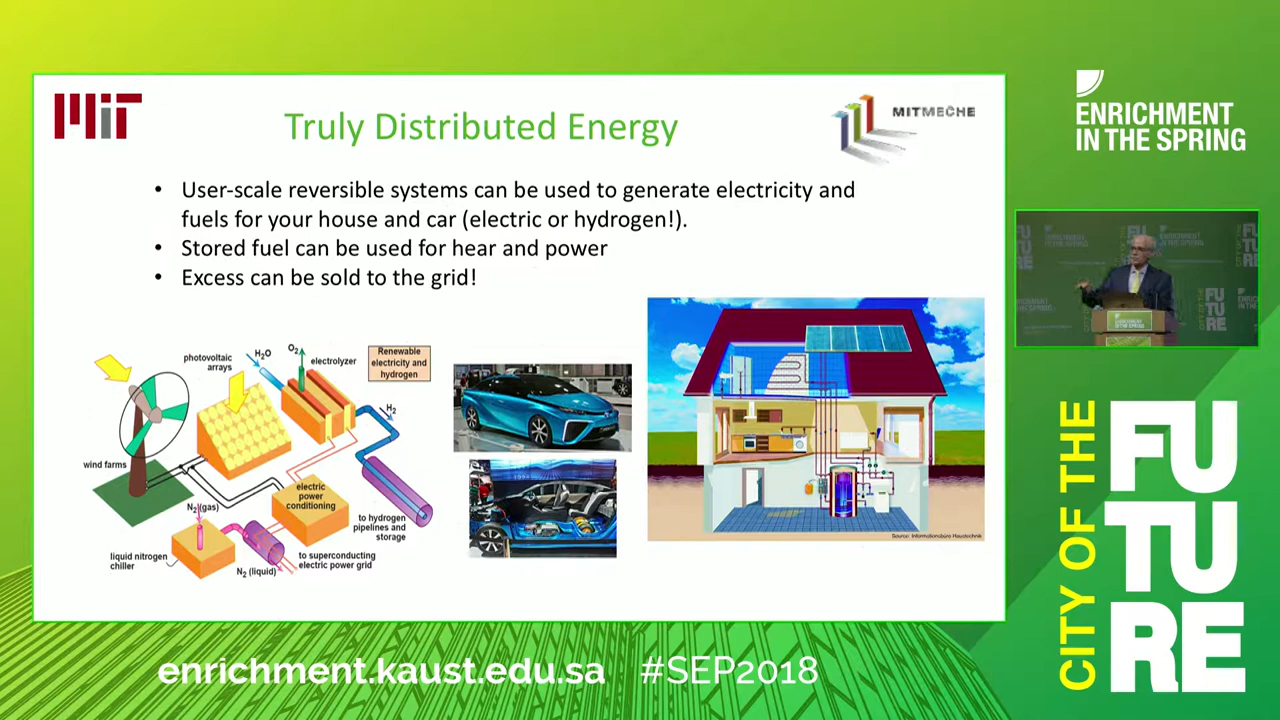 MIT
Truly Distributed Energy
MITMECHE
• User-scale reversible systems can be used to generate electricity and
fuels for your house and car (electric or hydrogen!).
• Stored fuel can be used for hear and power
• Excess can be sold to the grid!
photovoltaic
arrays
H₂O
O₂
electrolyzer
Renewable
electricity and
hydrogen
H₂
wind farms
electric
power
conditioning
N₂(gas)
to hydrogen
pipelines and
storage
liquid nitrogen
chiller
N₂ (liquid)
to superconducting
electric power grid
Source: Informationsbüro Haustechnik
ENRICHMENT
IN THE SPRING
CITY OF THE
FU
TU
RE
enrichment.kaust.edu.sa #SEP2018